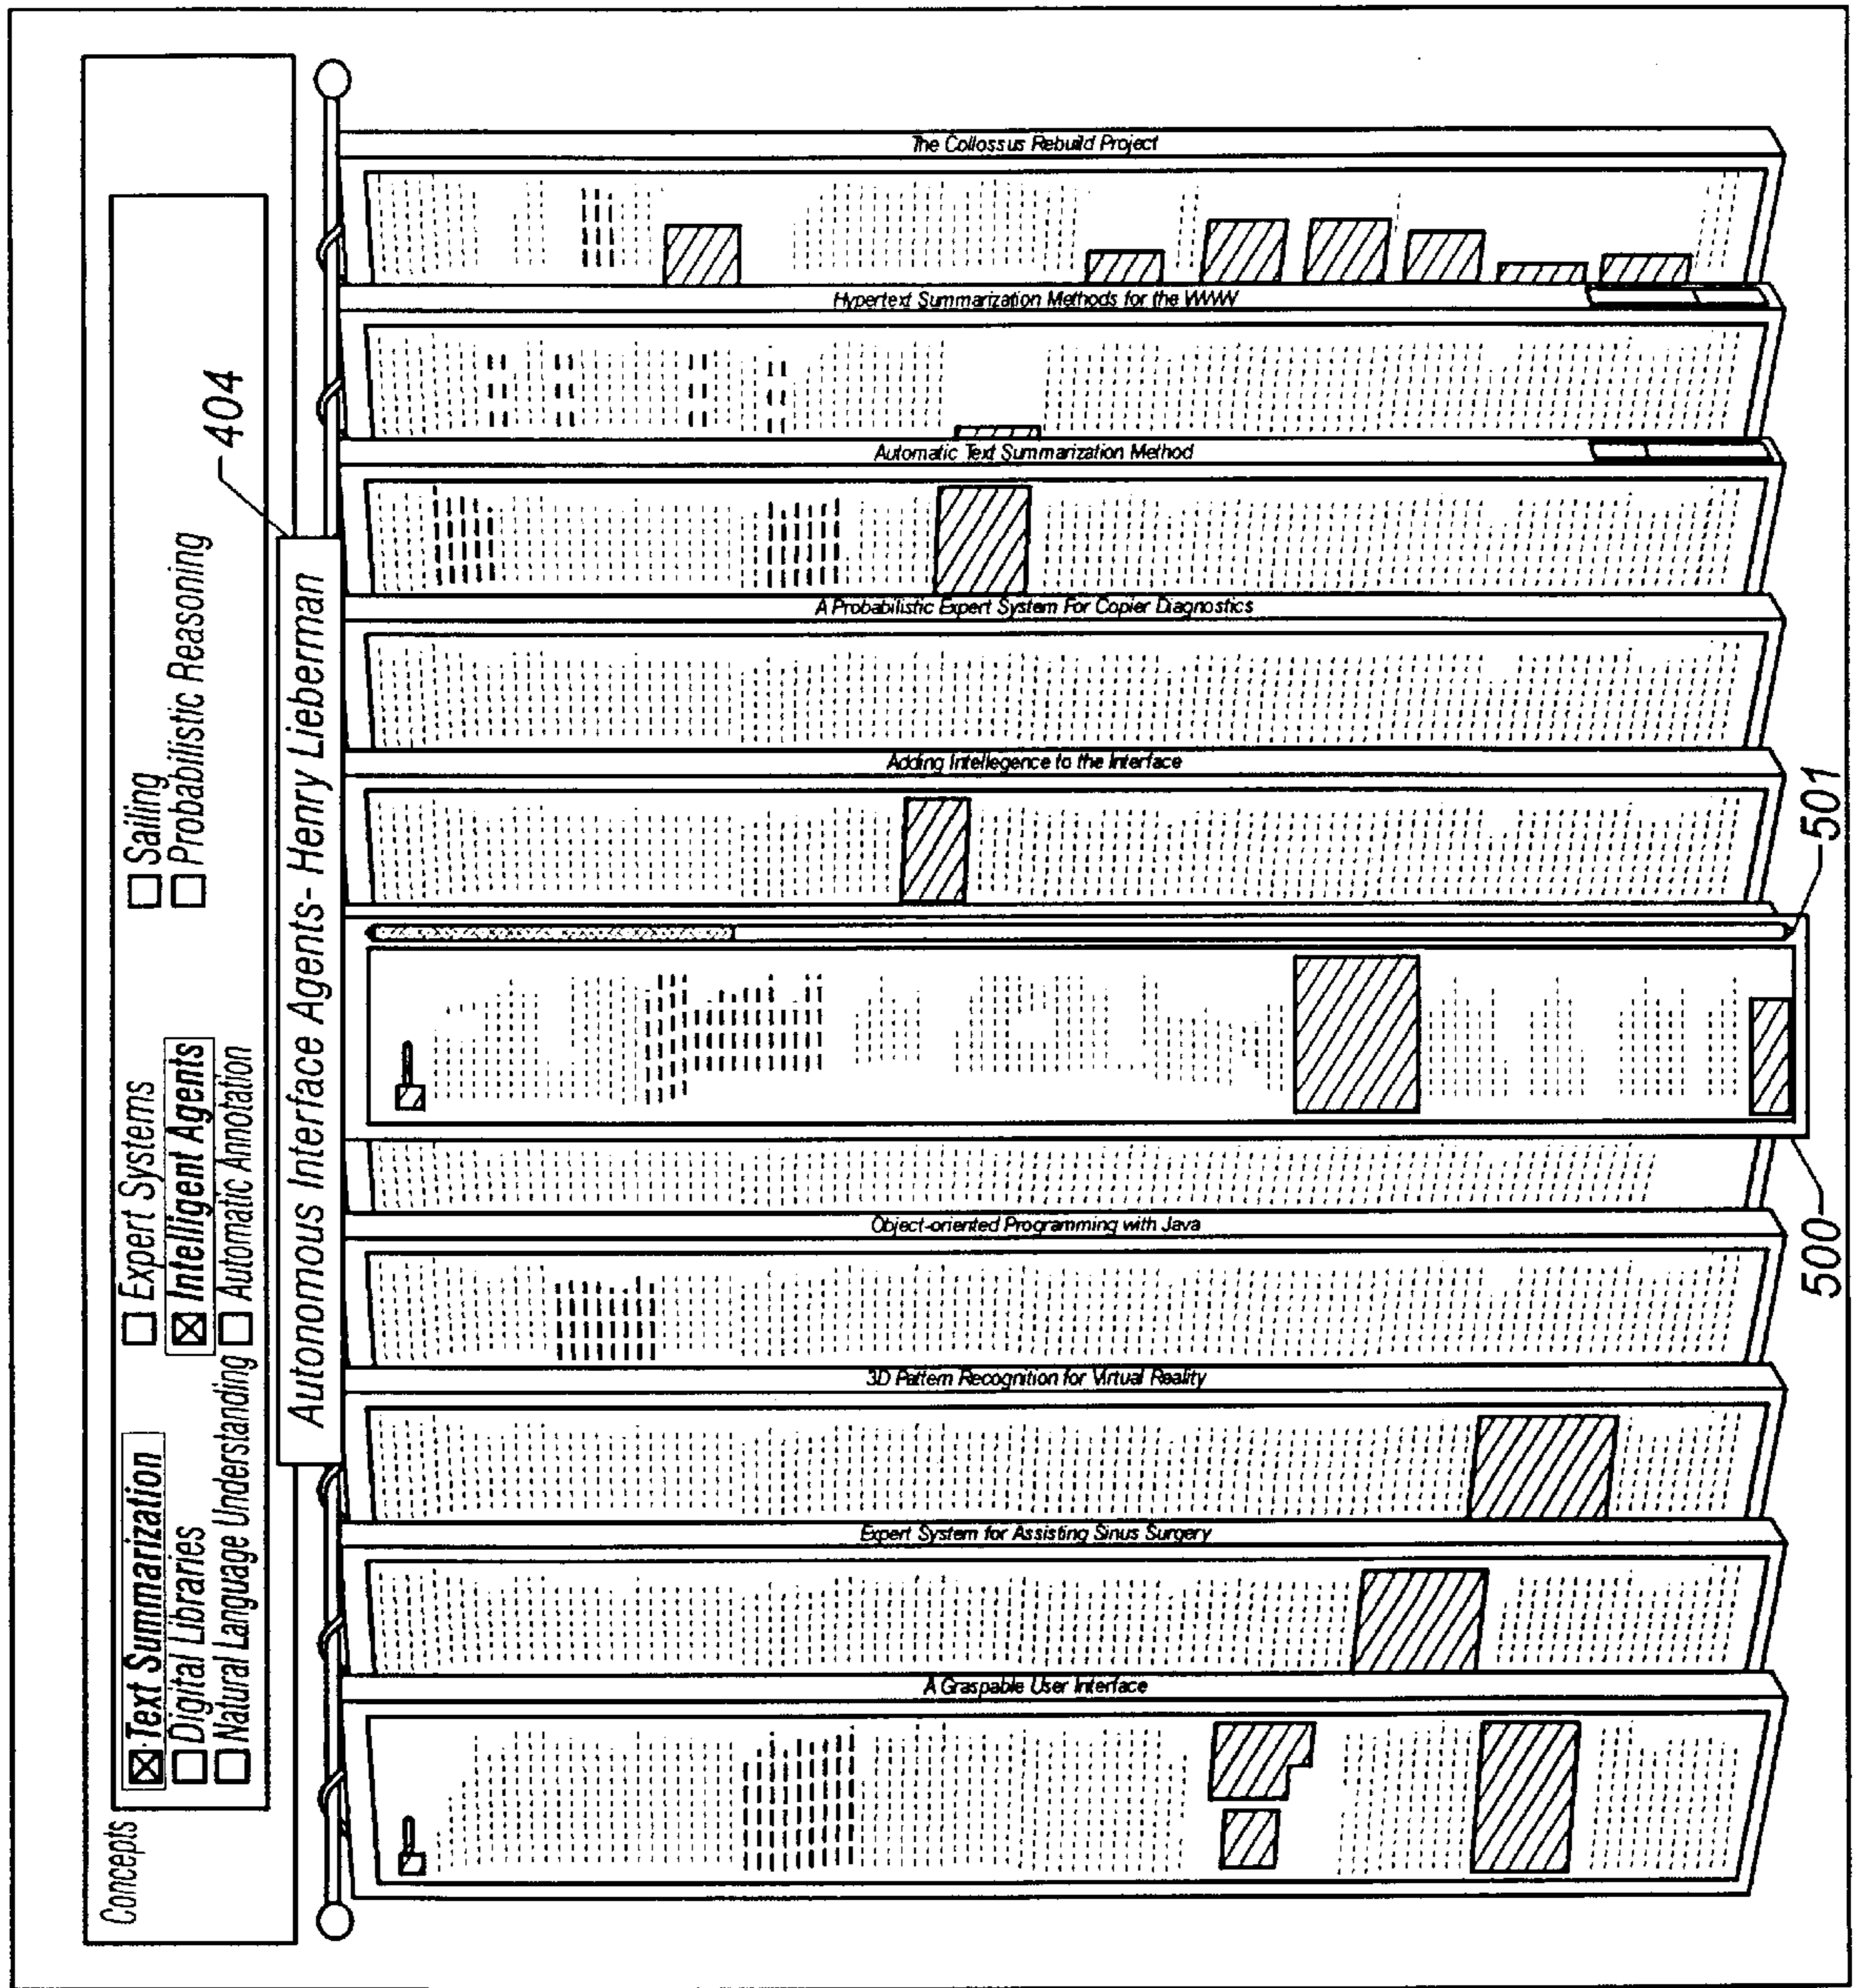 Concepts
Text Summarization
Expert Systems
Sailing
Digital Libraries
Intelligent Agents
Probabilistic Reasoning
Natural Language Understanding
Automatic Annotation
404
Autonomous Interface Agents- Henry Lieberman
A Graspable User Interface
Expert System for Assisting Sinus Surgery
3D Pattern Recognition for Virtual Reality
Object-oriented Programming with Java
Adding Intellegence to the Interface
A Probabilistic Expert System For Copier Diagnostics
Automatic Text Summarization Method
Hypertext Summarization Methods for the WWW
The Collossus Rebuild Project
500
501